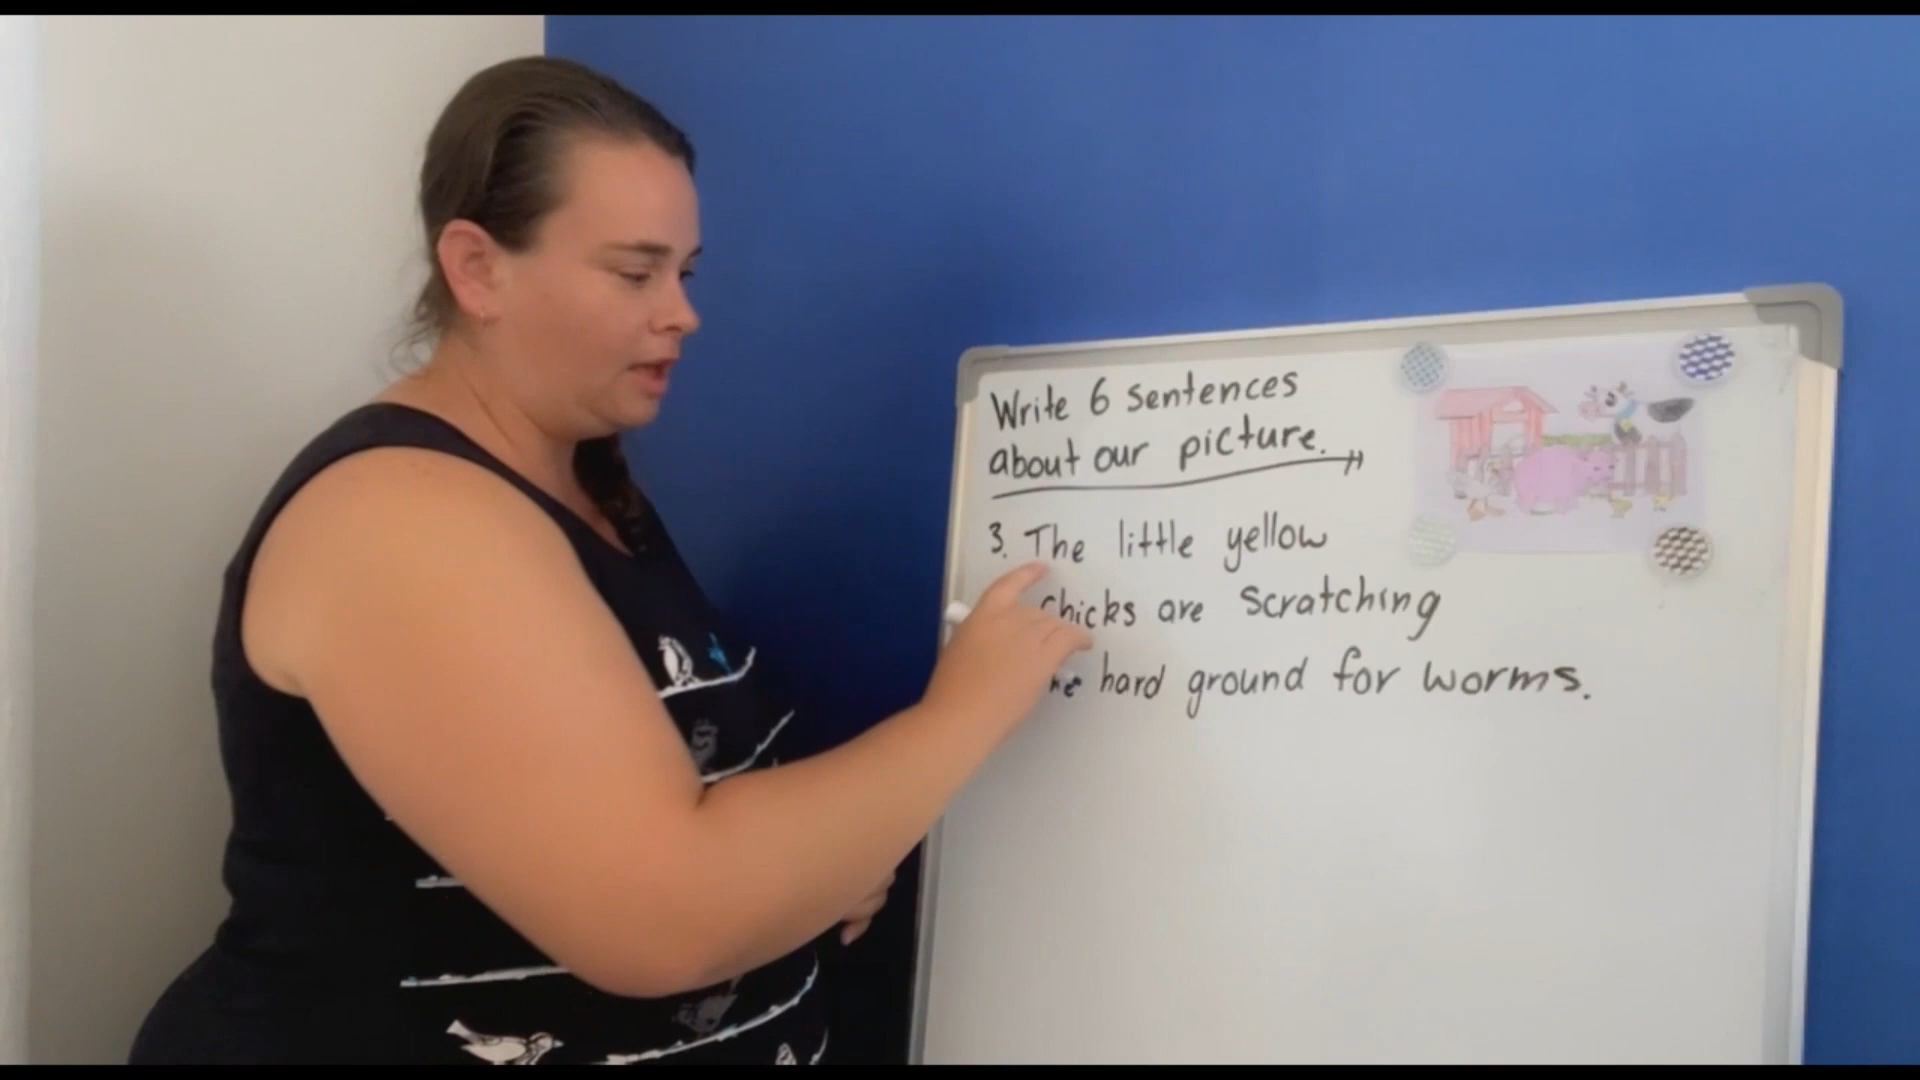 Write 6 sentences
about our picture.
3. The little yellow
chicks are scratching
hard ground for worms.